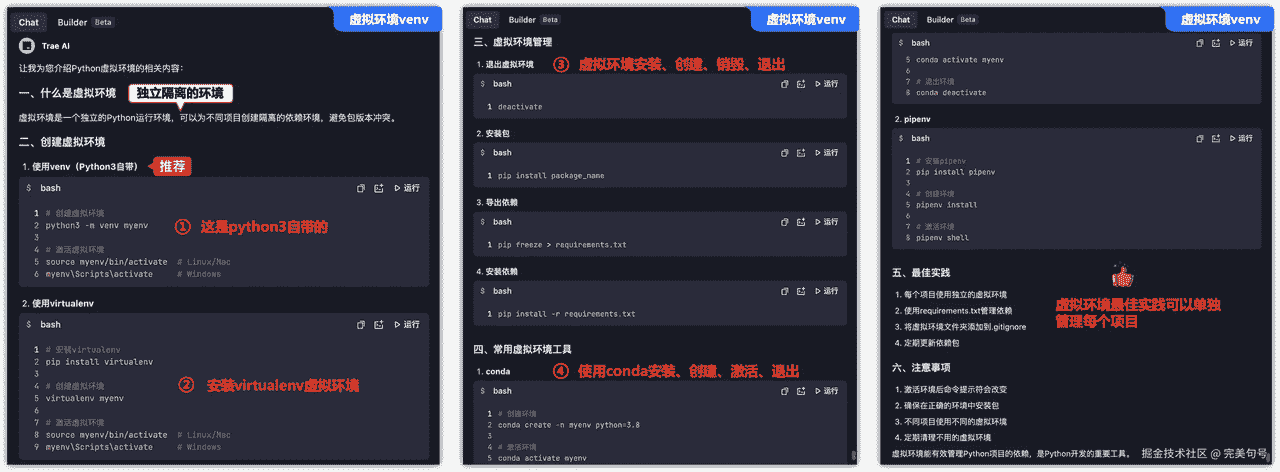 Chat
Builder Beta
虚拟环境venv
Trae AI
让我为您介绍Python虚拟环境的相关内容：
一、什么是虚拟环境
独立隔离的环境
虚拟环境是一个独立的Python运行环境，可以为不同项目创建隔离的依赖环境，避免包版本冲突。
二、创建虚拟环境
1. 使用venv（Python3自带）
推荐
$ bash
运行
1 # 创建虚拟环境
2 python3 -m venv myenv
3
4 # 激活虚拟环境
5 source myenv/bin/activate # Linux/Mac
6 myenv\Scripts\activate # Windows
① 这是python3自带的
2. 使用virtualenv
$ bash
运行
1 # 安装virtualenv
2 pip install virtualenv
3
4 # 创建虚拟环境
5 virtualenv myenv
6
7 # 激活虚拟环境
8 source myenv/bin/activate # Linux/Mac
9 myenv\Scripts\activate # Windows
② 安装virtualenv虚拟环境
Chat
Builder Beta
虚拟环境venv
三、虚拟环境管理
1. 退出虚拟环境
③ 虚拟环境安装、创建、销毁、退出
$ bash
运行
1 deactivate
2. 安装包
$ bash
运行
1 pip install package_name
3. 导出依赖
$ bash
运行
1 pip freeze > requirements.txt
4. 安装依赖
$ bash
运行
1 pip install -r requirements.txt
四、常用虚拟环境工具
1. conda
④ 使用conda安装、创建、激活、退出
$ bash
运行
1 # 创建环境
2 conda create -n myenv python=3.8
3
4 # 激活环境
5 conda activate myenv
Chat
Builder Beta
虚拟环境venv
$ bash
运行
5 conda activate myenv
6
7 # 退出环境
8 conda deactivate
2. pipenv
$ bash
运行
1 # 安装pipenv
2 pip install pipenv
3
4 # 创建环境
5 pipenv install
6
7 # 激活环境
8 pipenv shell
五、最佳实践
1. 每个项目使用独立的虚拟环境
2. 使用requirements.txt管理依赖
3. 将虚拟环境文件夹添加到.gitignore
4. 定期更新依赖包
虚拟环境最佳实践可以单独
管理每个项目
六、注意事项
1. 激活环境后命令提示符会改变
2. 确保在正确的环境中安装包
3. 不同项目使用不同的虚拟环境
4. 定期清理不用的虚拟环境
虚拟环境能有效管理Python项目的依赖，是Python开发的重要工具。
掘金技术社区 @ 完美句号